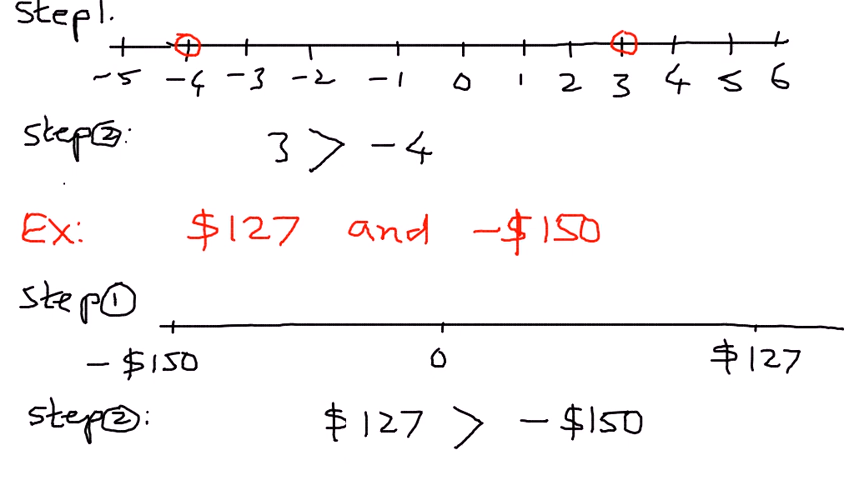 Step1.
-5 -4 -3 -2 -1 0 1 2 3 4 5 6
Step②:
3 > -4
Ex: $127 and -$150
Step①
-$150 0 $127
Step②:
$127 > -$150